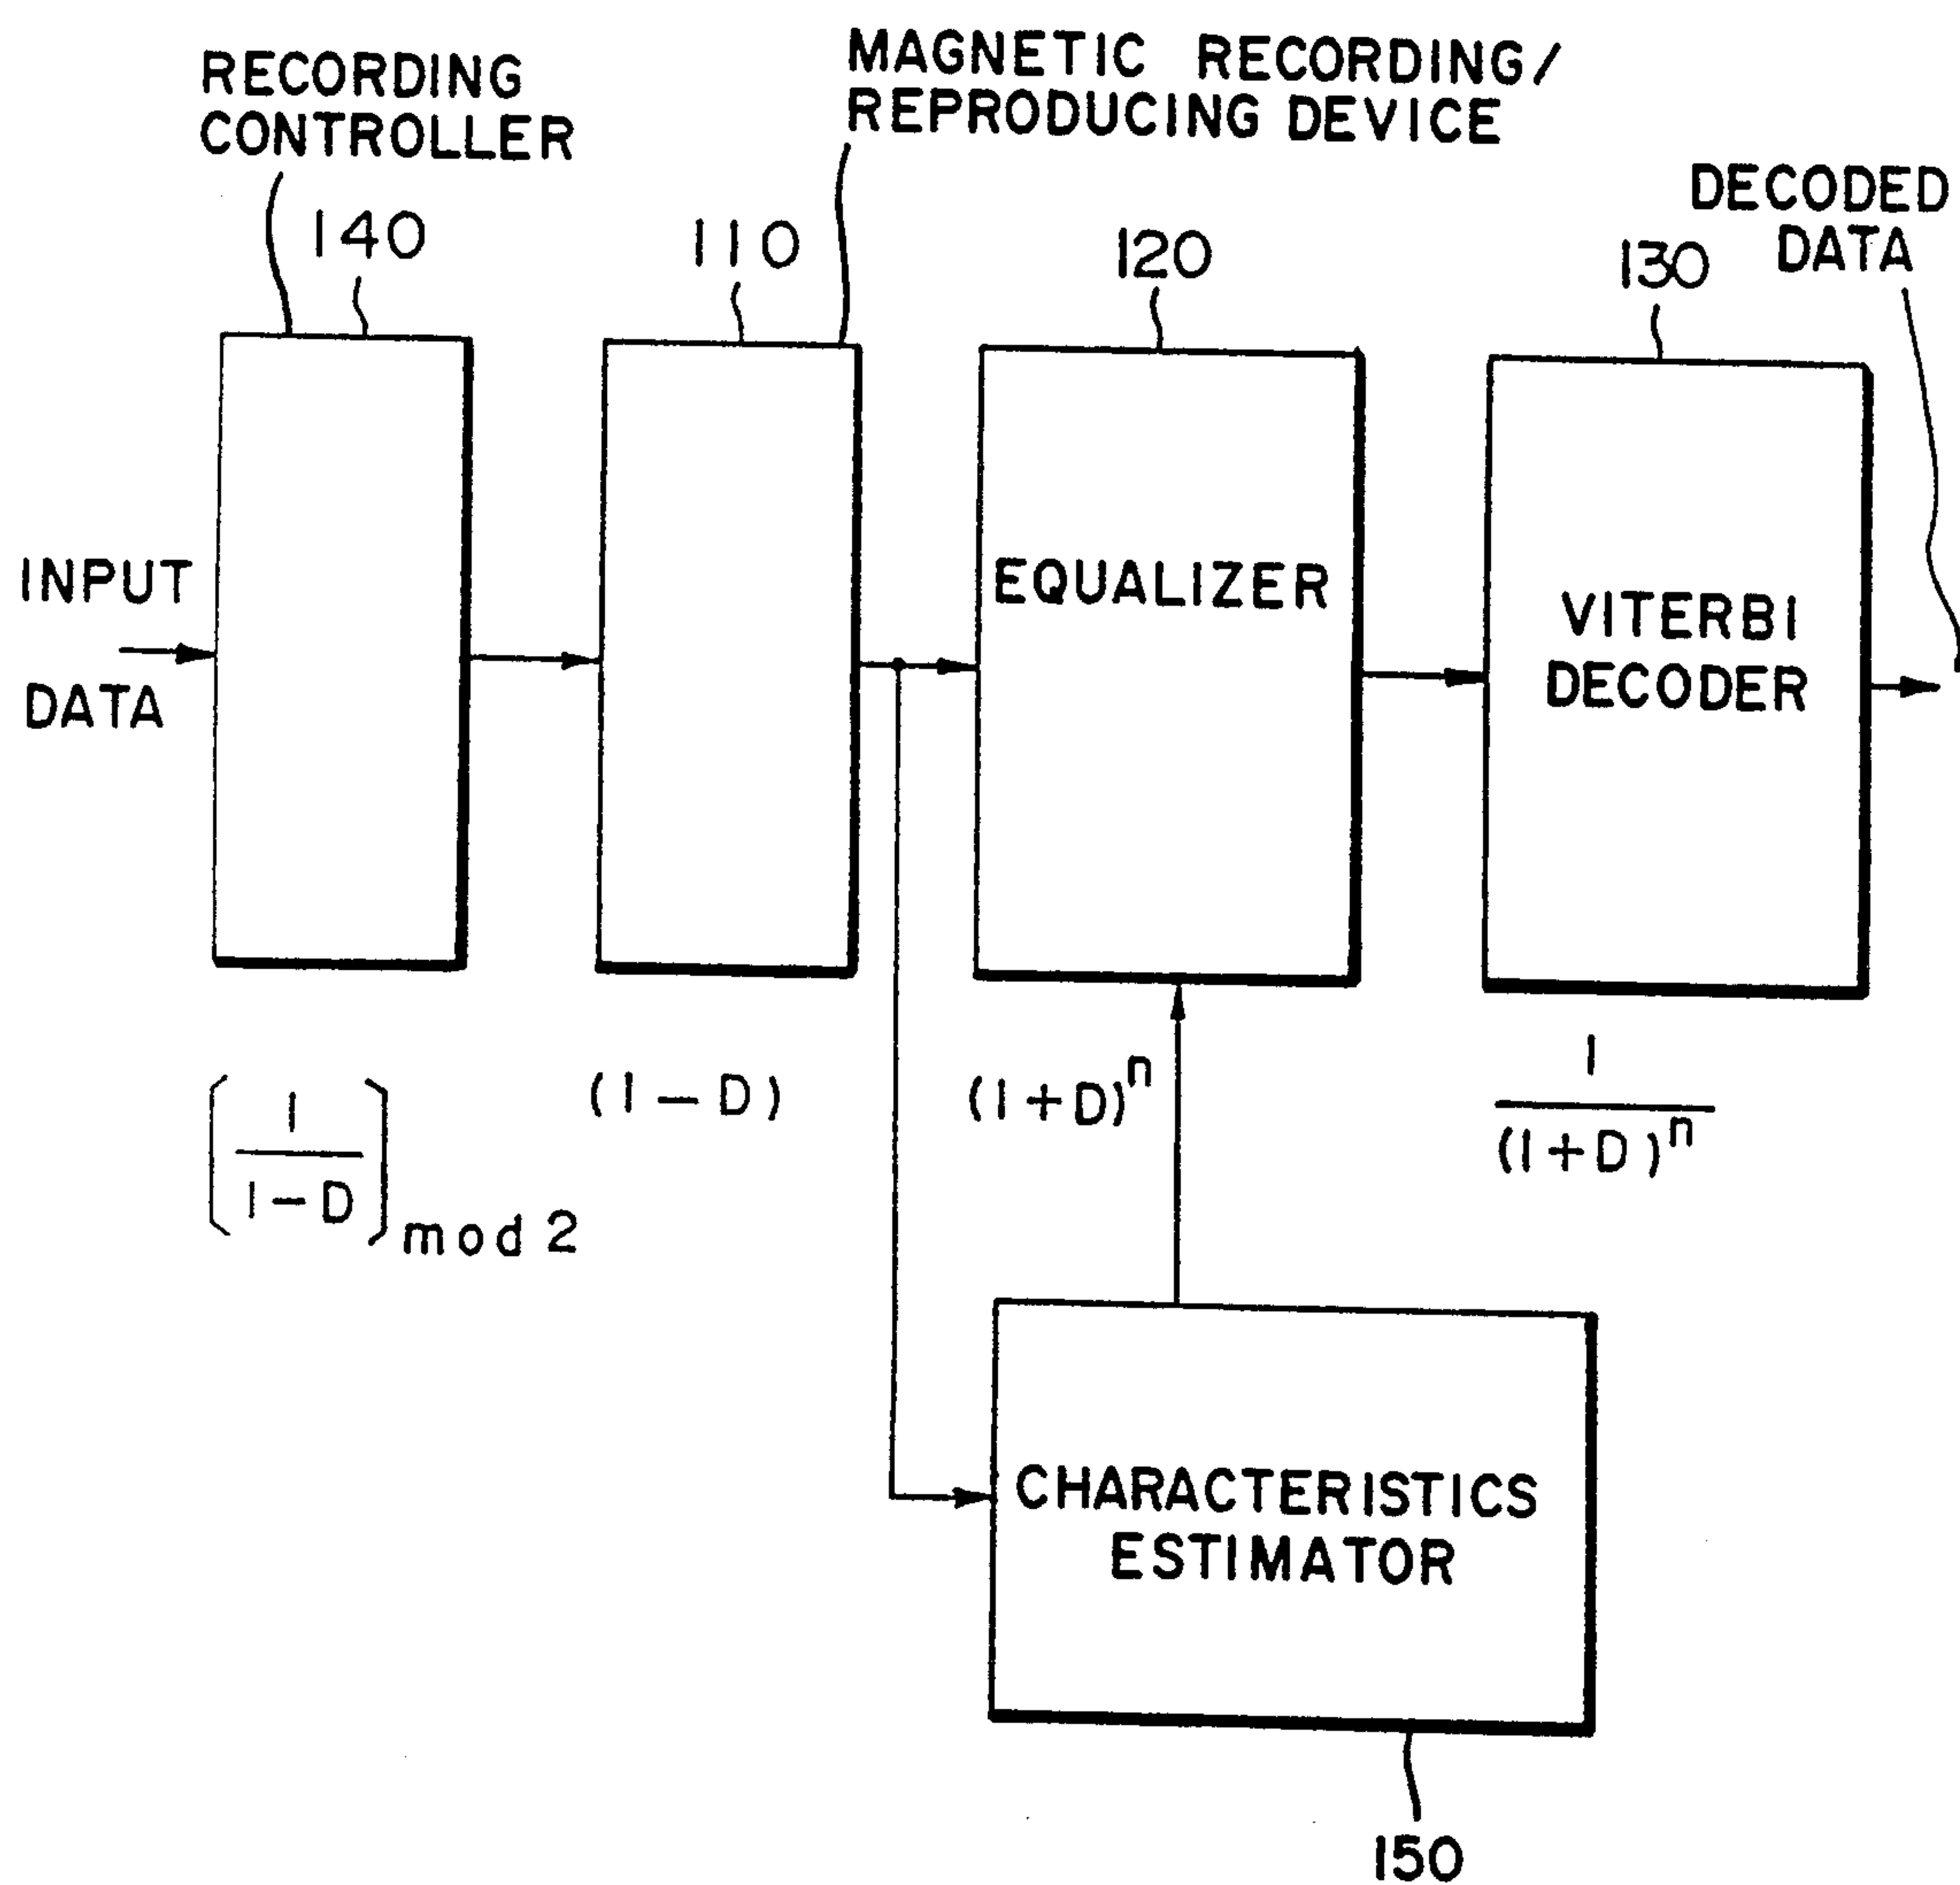 RECORDING
CONTROLLER
MAGNETIC RECORDING/
REPRODUCING DEVICE
DECODED
DATA
140
110
120
130
INPUT
DATA
EQUALIZER
VITERBI
DECODER
[1/(1-D)] mod 2
(1-D)
(1+D)^n
1/(1+D)^n
CHARACTERISTICS
ESTIMATOR
150